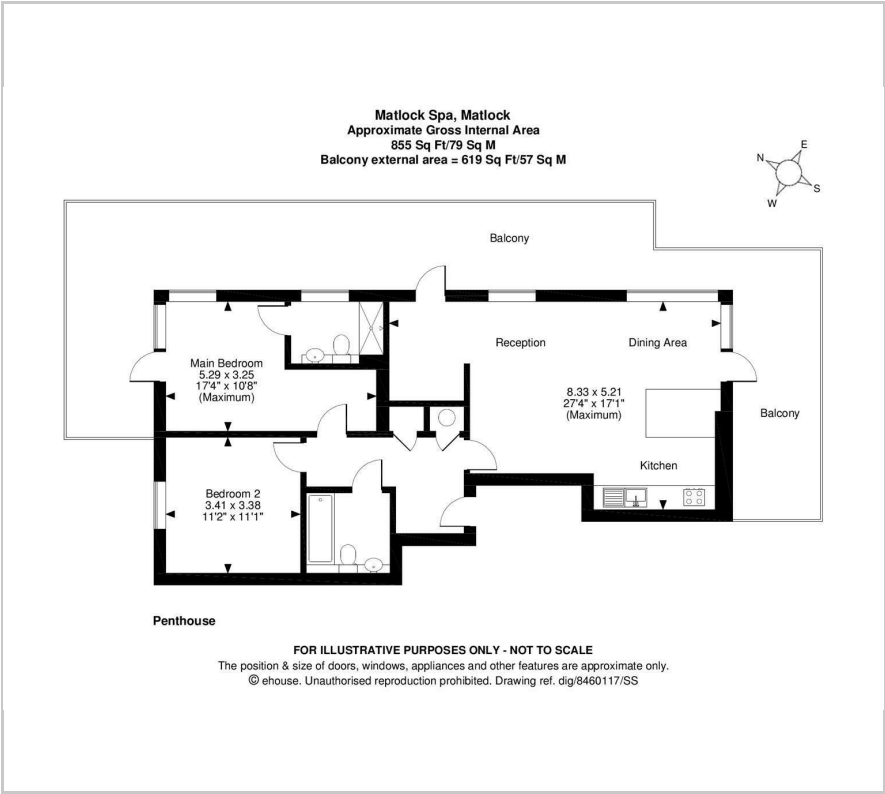 Matlock Spa, Matlock
Approximate Gross Internal Area
855 Sq Ft/79 Sq M
Balcony external area = 619 Sq Ft/57 Sq M
E
N
S
W
Balcony
Reception
Dining Area
Main Bedroom
5.29 x 3.25
17'4" x 10'8"
(Maximum)
8.33 x 5.21
27'4" x 17'1"
(Maximum)
Balcony
Kitchen
Bedroom 2
3.41 x 3.38
11'2" x 11'1"
Penthouse
FOR ILLUSTRATIVE PURPOSES ONLY - NOT TO SCALE
The position & size of doors, windows, appliances and other features are approximate only.
© ehouse. Unauthorised reproduction prohibited. Drawing ref. dig/8460117/SS